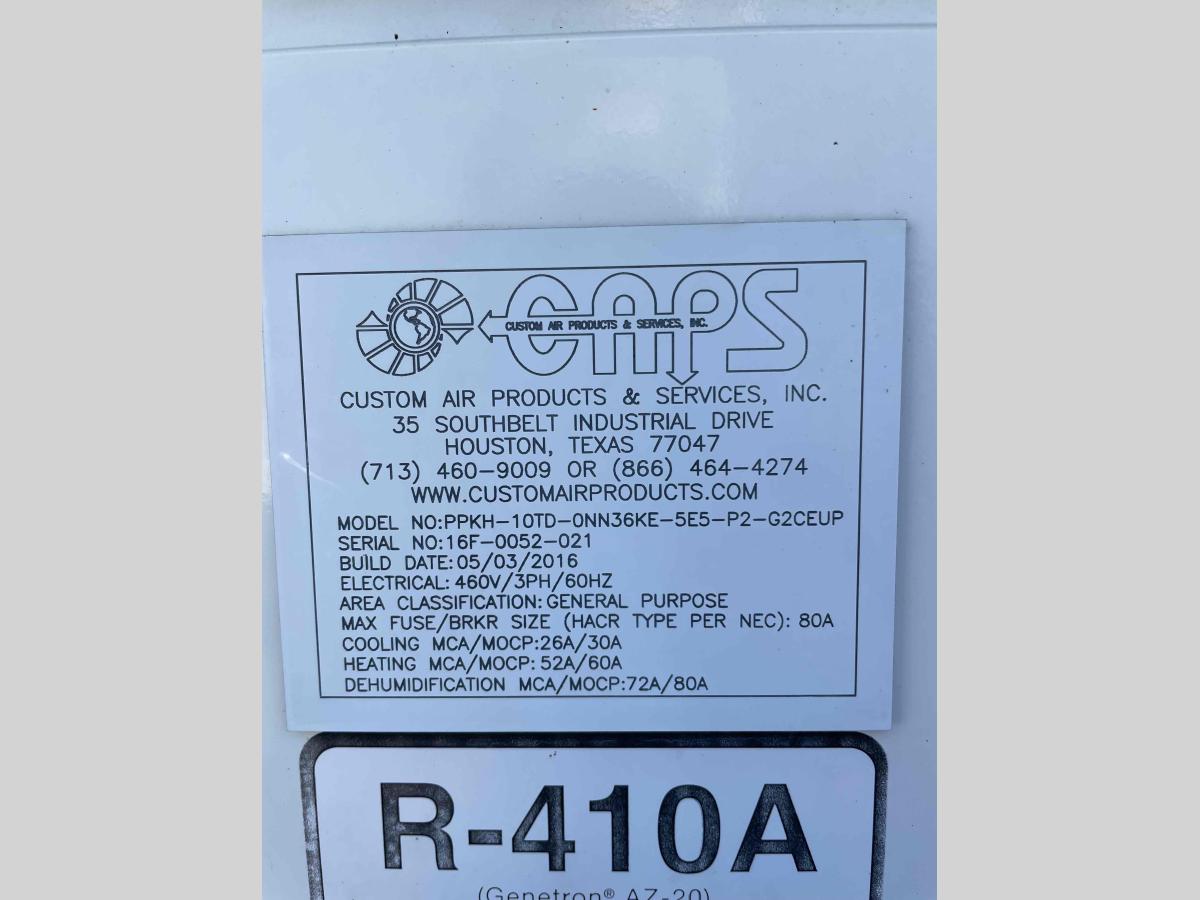 CAPS
CUSTOM AIR PRODUCTS & SERVICES, INC.
CUSTOM AIR PRODUCTS & SERVICES, INC.
35 SOUTHBELT INDUSTRIAL DRIVE
HOUSTON, TEXAS 77047
(713) 460-9009 OR (866) 464-4274
WWW.CUSTOMAIRPRODUCTS.COM
MODEL NO:PPKH-10TD-0NN36KE-5E5-P2-G2CEUP
SERIAL NO:16F-0052-021
BUILD DATE:05/03/2016
ELECTRICAL:460V/3PH/60HZ
AREA CLASSIFICATION:GENERAL PURPOSE
MAX FUSE/BRKR SIZE (HACR TYPE PER NEC): 80A
COOLING MCA/MOCP:26A/30A
HEATING MCA/MOCP:52A/60A
DEHUMIDIFICATION MCA/MOCP:72A/80A
R-410A
(Genetron® AZ-20)